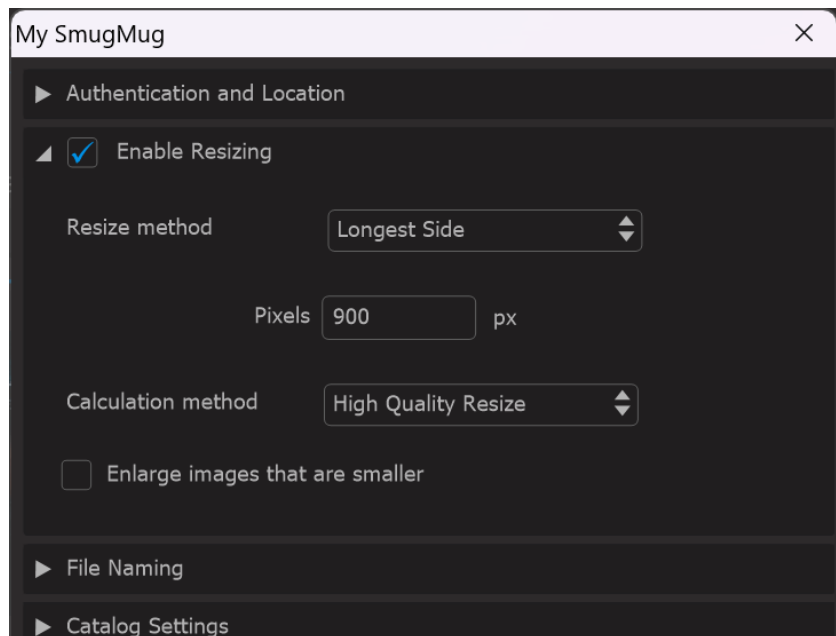 My SmugMug
Authentication and Location
Enable Resizing
Resize method Longest Side
Pixels 900 px
Calculation method High Quality Resize
Enlarge images that are smaller
File Naming
Catalog Settings